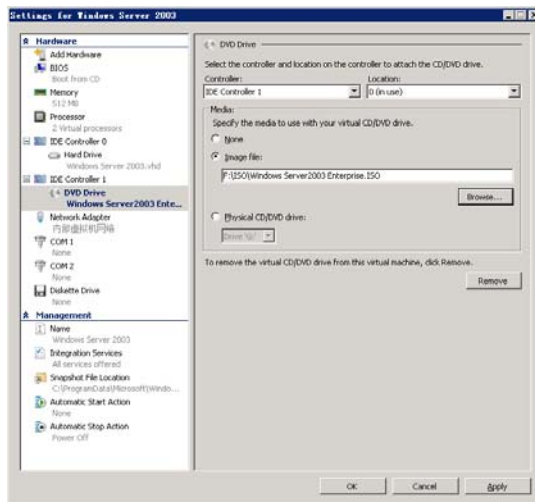 Settings for Windows Server 2003
Hardware
Add Hardware
BIOS
Boot from CD
Memory
512 MB
Processor
2 Virtual processors
IDE Controller 0
Hard Drive
Windows Server 2003.vhd
IDE Controller 1
DVD Drive
Windows Server2003 Ente...
Network Adapter
内部虚拟机网络
COM 1
None
COM 2
None
Diskette Drive
None
Management
Name
Windows Server 2003
Integration Services
All services offered
Snapshot File Location
C:\ProgramData\Microsoft\Windo...
Automatic Start Action
None
Automatic Stop Action
Power Off
DVD Drive
Select the controller and location on the controller to attach the CD/DVD drive.
Controller: Location:
IDE Controller 1 0 (in use)
Media:
Specify the media to use with your virtual CD/DVD drive.
None
Image file:
F:\ISO\Windows Server2003 Enterprise.ISO
Browse...
Physical CD/DVD drive:
Drive
To remove the virtual CD/DVD drive from this virtual machine, click Remove.
Remove
OK Cancel Apply